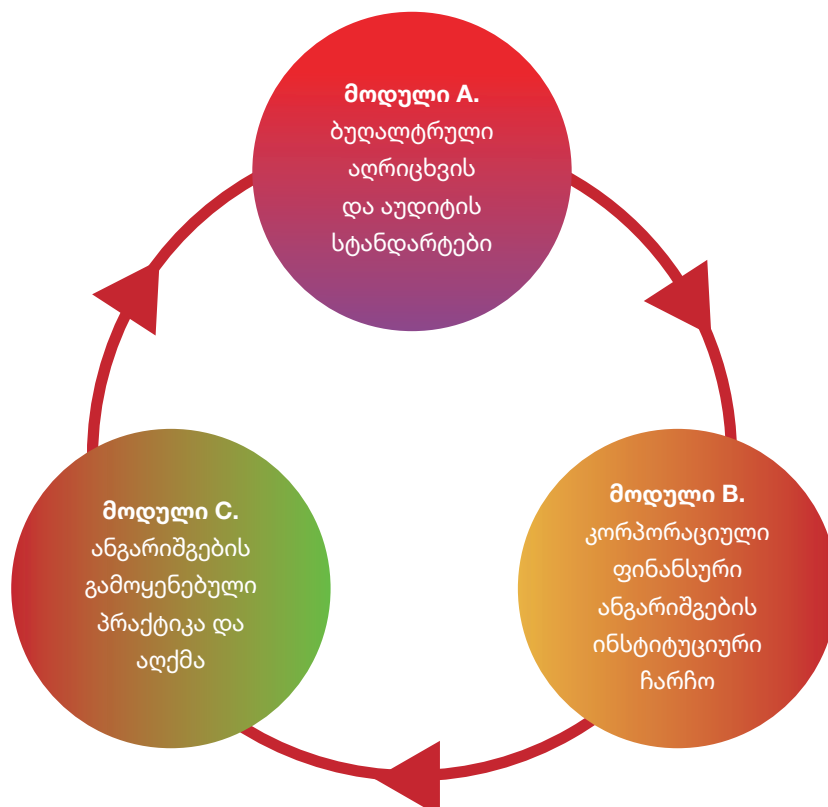 მოდული A.
ბუღალტრული
აღრიცხვის
და აუდიტის
სტანდარტები
მოდული B.
კორპორაციული
ფინანსური
ანგარიშგების
ინსტიტუციური
ჩარჩო
მოდული C.
ანგარიშგების
გამოყენებული
პრაქტიკა და
აღქმა